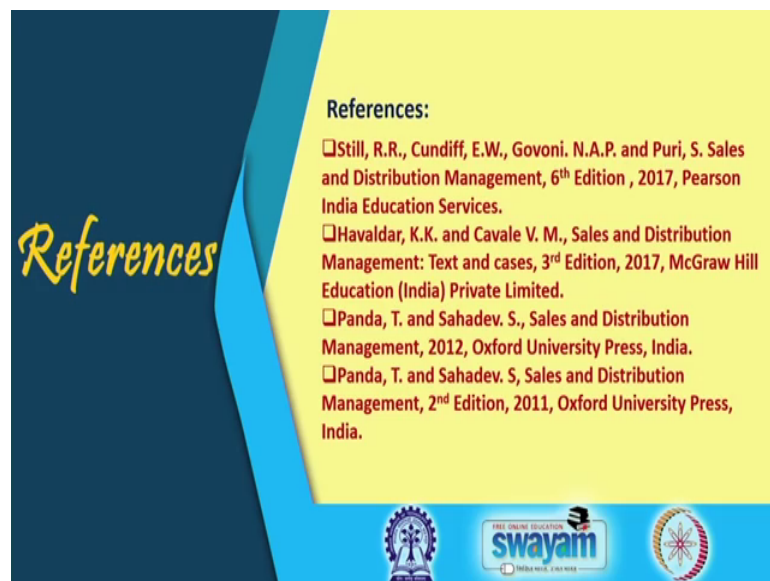 References
References:
❑Still, R.R., Cundiff, E.W., Govoni. N.A.P. and Puri, S. Sales
and Distribution Management, 6th Edition , 2017, Pearson
India Education Services.
❑Havaldar, K.K. and Cavale V. M., Sales and Distribution
Management: Text and cases, 3rd Edition, 2017, McGraw Hill
Education (India) Private Limited.
❑Panda, T. and Sahadev. S., Sales and Distribution
Management, 2012, Oxford University Press, India.
❑Panda, T. and Sahadev. S, Sales and Distribution
Management, 2nd Edition, 2011, Oxford University Press,
India.
FREE ONLINE EDUCATION
swayam